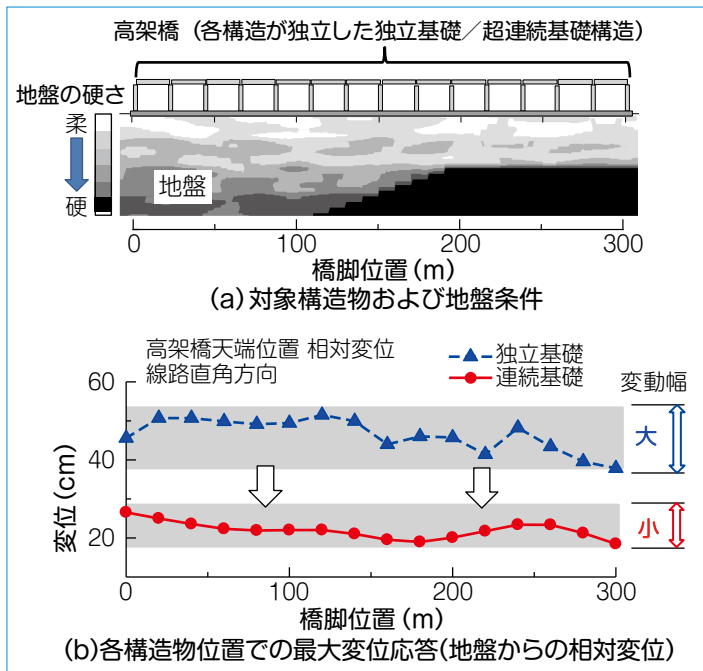 高架橋（各構造が独立した独立基礎／超連続基礎構造）
地盤の硬さ
柔
硬
地盤
0 100 200 300
橋脚位置（m）
(a)対象構造物および地盤条件
高架橋天端位置 相対変位
線路直角方向
独立基礎
連続基礎
変動幅
大
小
60
40
20
変位（cm）
0 100 200 300
橋脚位置（m）
(b)各構造物位置での最大変位応答(地盤からの相対変位)